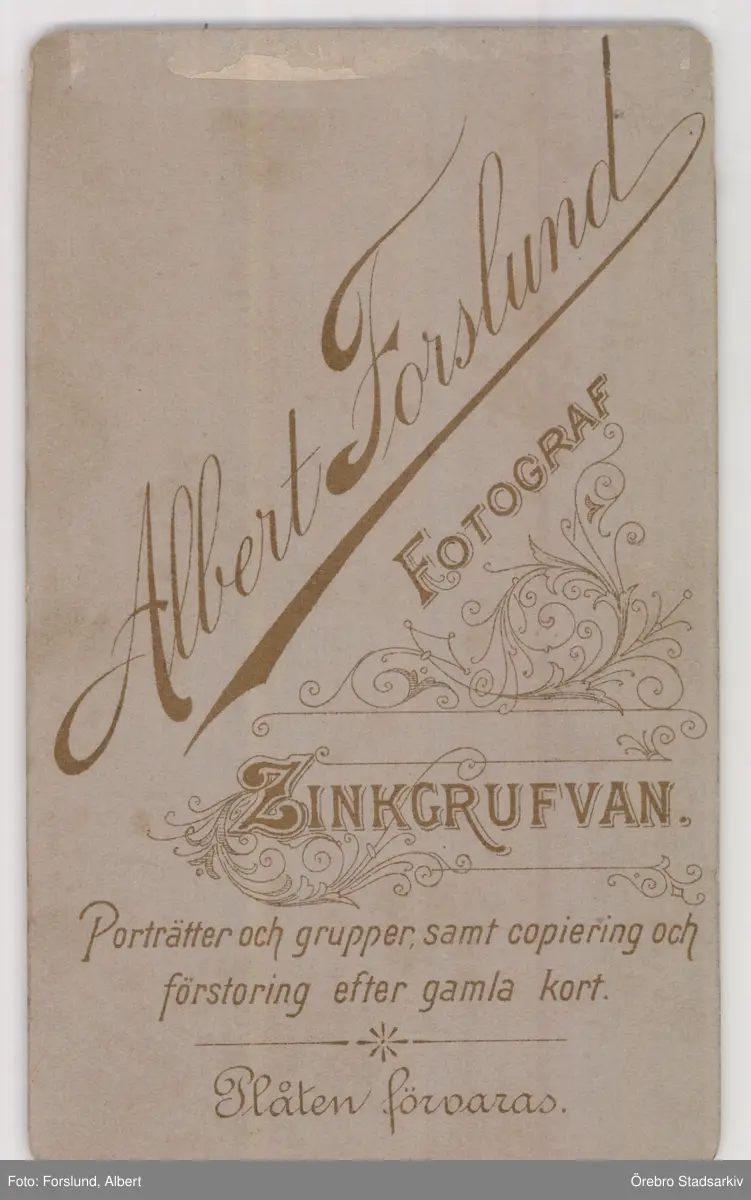 Albert Forslund
FOTOGRAF
ZINKGRUFVAN.
Porträtter och grupper, samt copiering och
förstoring efter gamla kort.
Plåten förvaras.
Foto: Forslund, Albert
Örebro Stadsarkiv